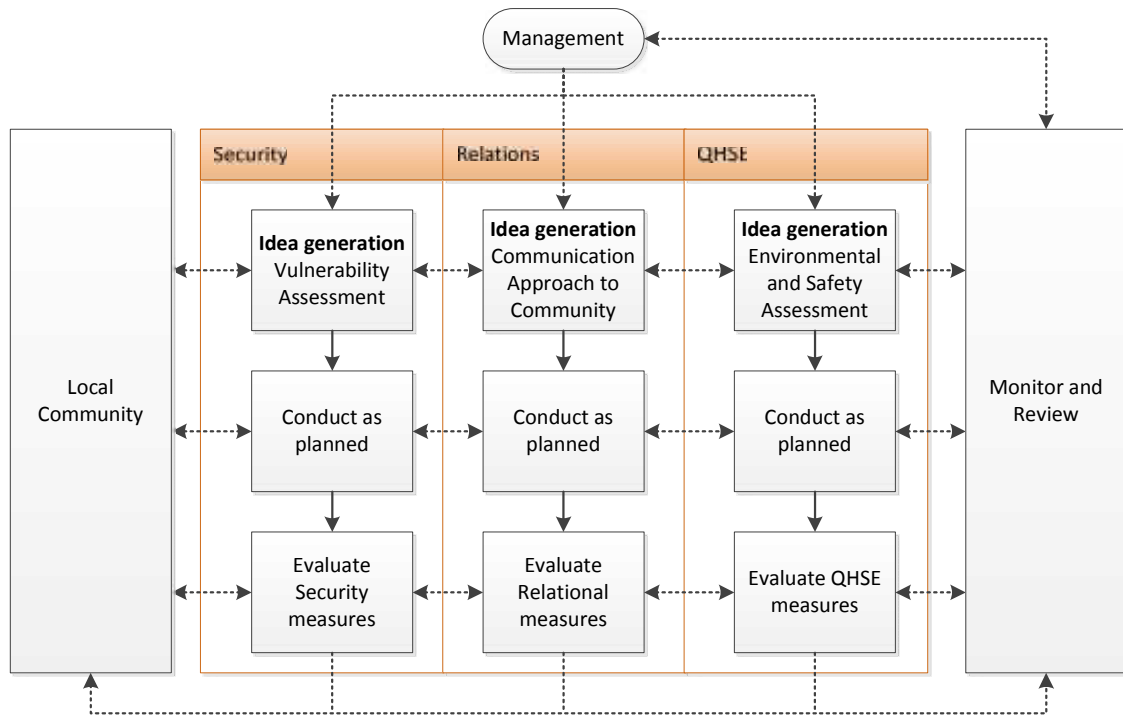 Management
Security
Relations
QHSE
Idea generation
Vulnerability
Assessment
Idea generation
Communication
Approach to
Community
Idea generation
Environmental
and Safety
Assessment
Local
Community
Conduct as
planned
Conduct as
planned
Conduct as
planned
Monitor and
Review
Evaluate
Security
measures
Evaluate
Relational
measures
Evaluate QHSE
measures